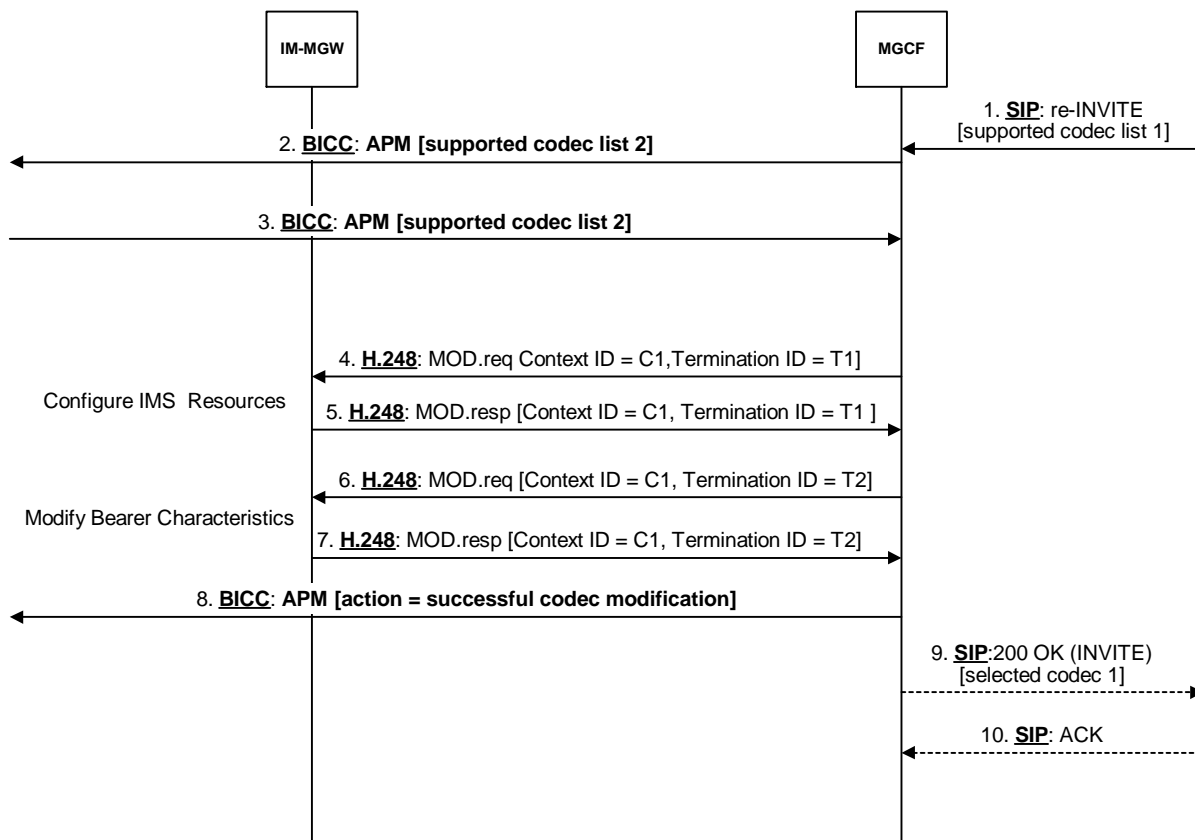 IM-MGW
MGCF
1. SIP: re-INVITE
[supported codec list 1]
2. BICC: APM [supported codec list 2]
3. BICC: APM [supported codec list 2]
4. H.248: MOD.req Context ID = C1,Termination ID = T1]
Configure IMS Resources
5. H.248: MOD.resp [Context ID = C1, Termination ID = T1 ]
6. H.248: MOD.req [Context ID = C1, Termination ID = T2]
Modify Bearer Characteristics
7. H.248: MOD.resp [Context ID = C1, Termination ID = T2]
8. BICC: APM [action = successful codec modification]
9. SIP:200 OK (INVITE)
[selected codec 1]
10. SIP: ACK